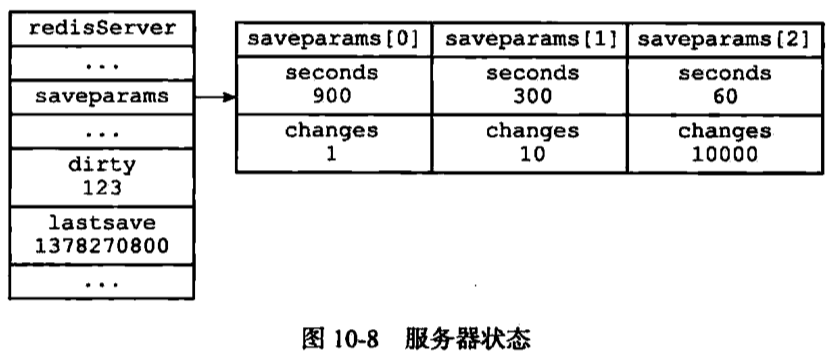 redisServer
...
saveparams
...
dirty
123
lastsave
1378270800
...
saveparams[0] saveparams[1] saveparams[2]
seconds seconds seconds
900 300 60
changes changes changes
1 10 10000
图 10-8 服务器状态